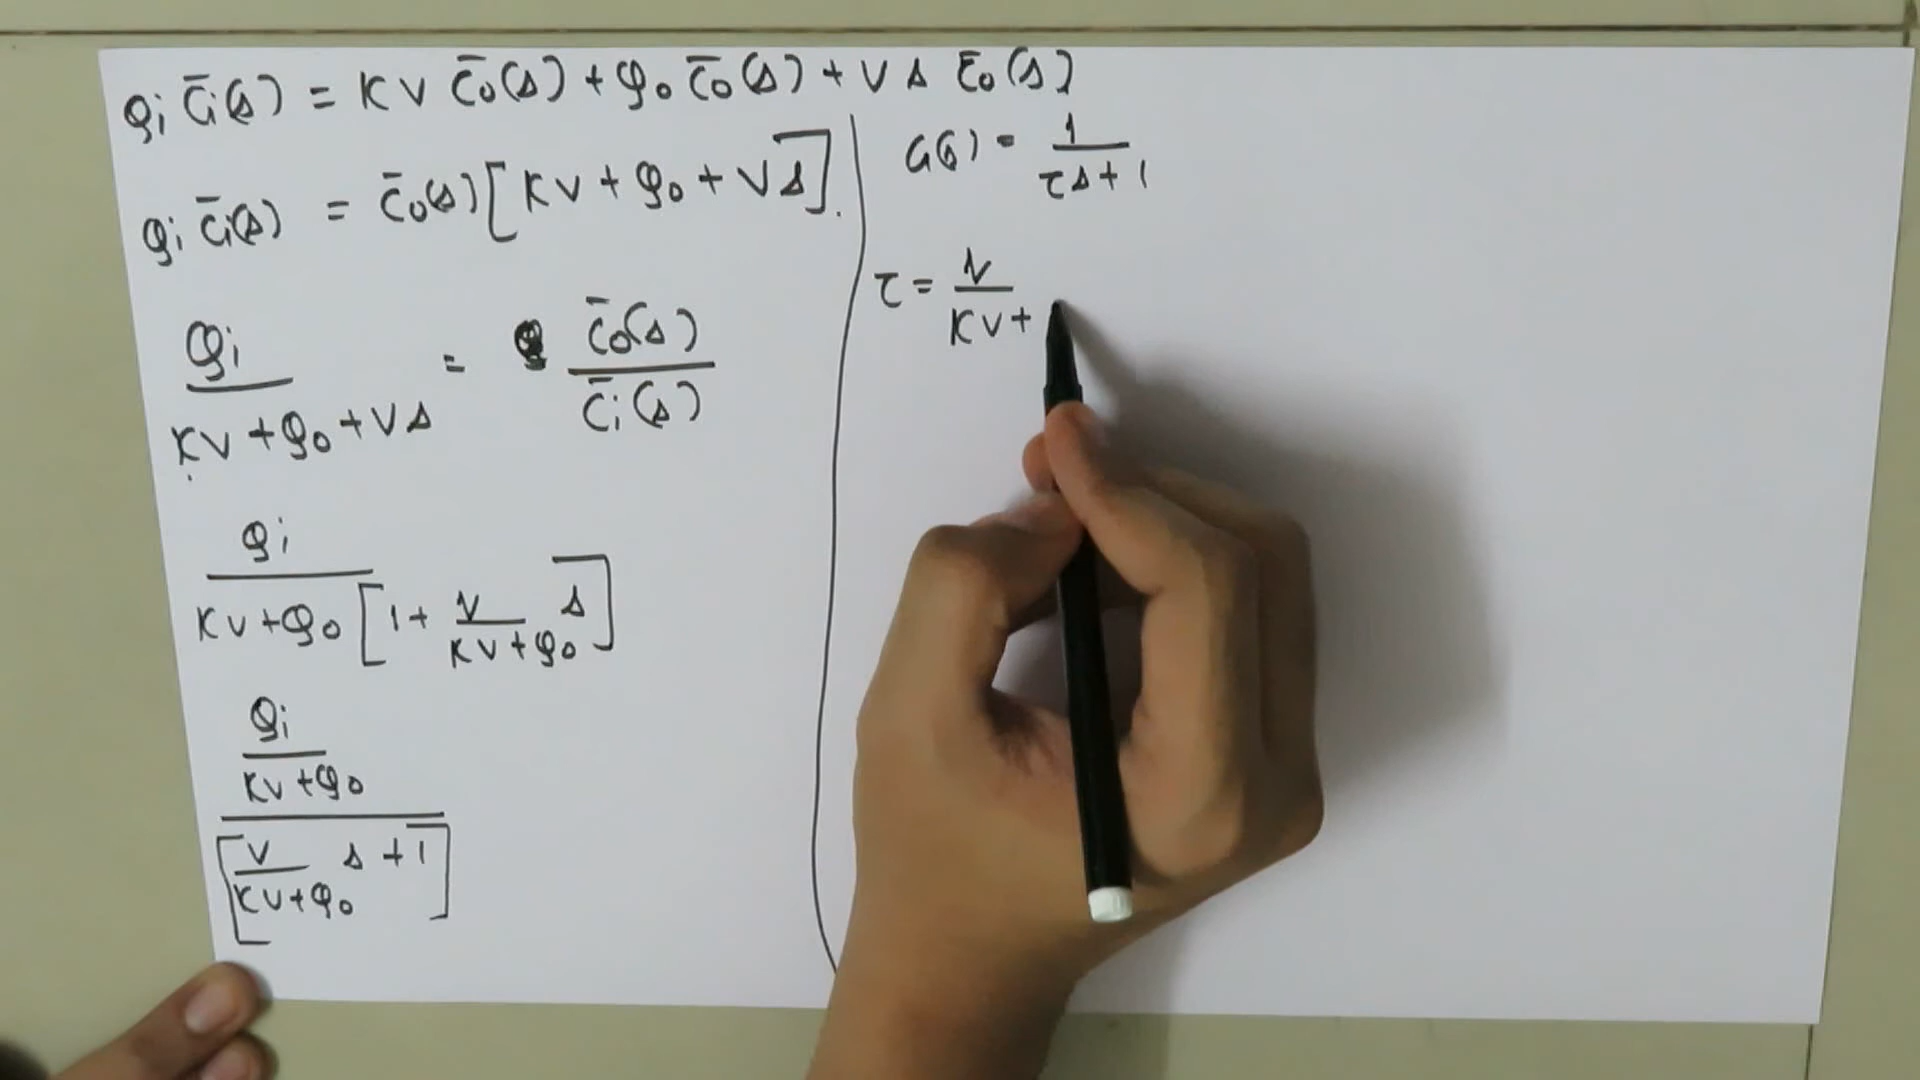 qi c̄i(s) = KV c̄o(s) + qo c̄o(s) + V s c̄o(s)
qi c̄i(s) = c̄o(s) [KV + qo + Vs].
qi / (KV + qo + Vs) = c̄o(s) / c̄i(s)
qi / (KV + qo [1 + V/(KV + qo) s])
(qi / (KV + qo)) / [V/(KV + qo) s + 1]
G(s) = 1 / (τs + 1)
τ = V / (KV +